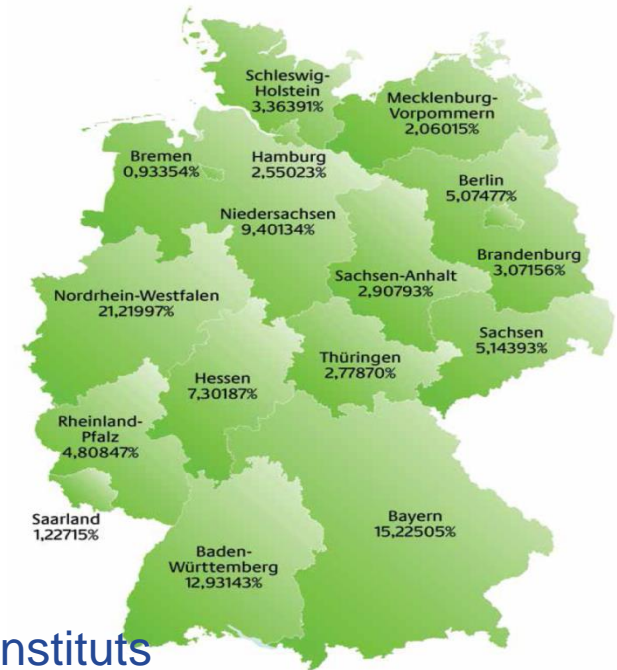 Schleswig-
Holstein
3,36391%
Mecklenburg-
Vorpommern
2,06015%
Bremen
0,93354%
Hamburg
2,55023%
Berlin
5,07477%
Niedersachsen
9,40134%
Brandenburg
3,07156%
Sachsen-Anhalt
2,90793%
Nordrhein-Westfalen
21,21997%
Sachsen
5,14393%
Thüringen
2,77870%
Hessen
7,30187%
Rheinland-
Pfalz
4,80847%
Saarland
1,22715%
Bayern
15,22505%
Baden-
Württemberg
12,93143%
nstituts